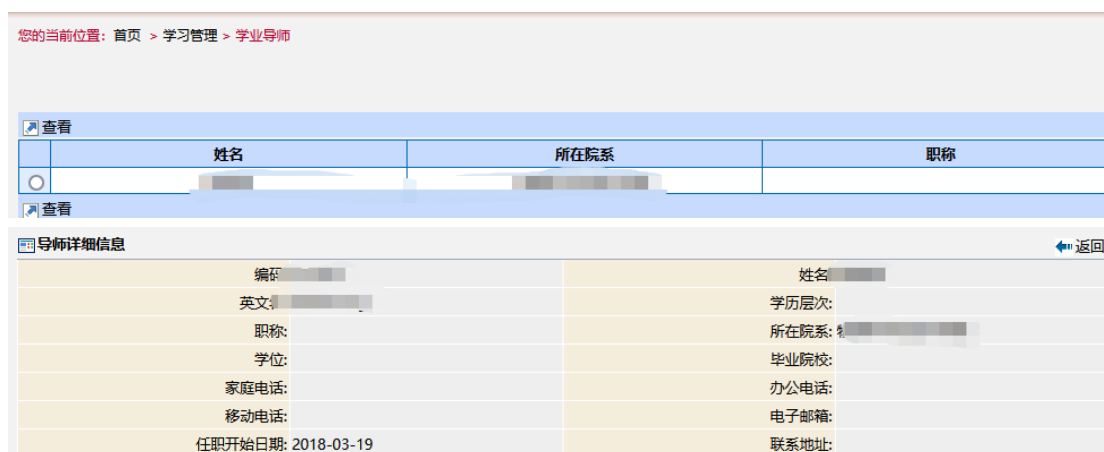 您的当前位置：首页 > 学习管理 > 学业导师
查看
姓名 所在院系 职称
查看
导师详细信息 返回
编码 姓名
英文 学历层次:
职称: 所在院系:
学位: 毕业院校:
家庭电话: 办公电话:
移动电话: 电子邮箱:
任职开始日期: 2018-03-19 联系地址: